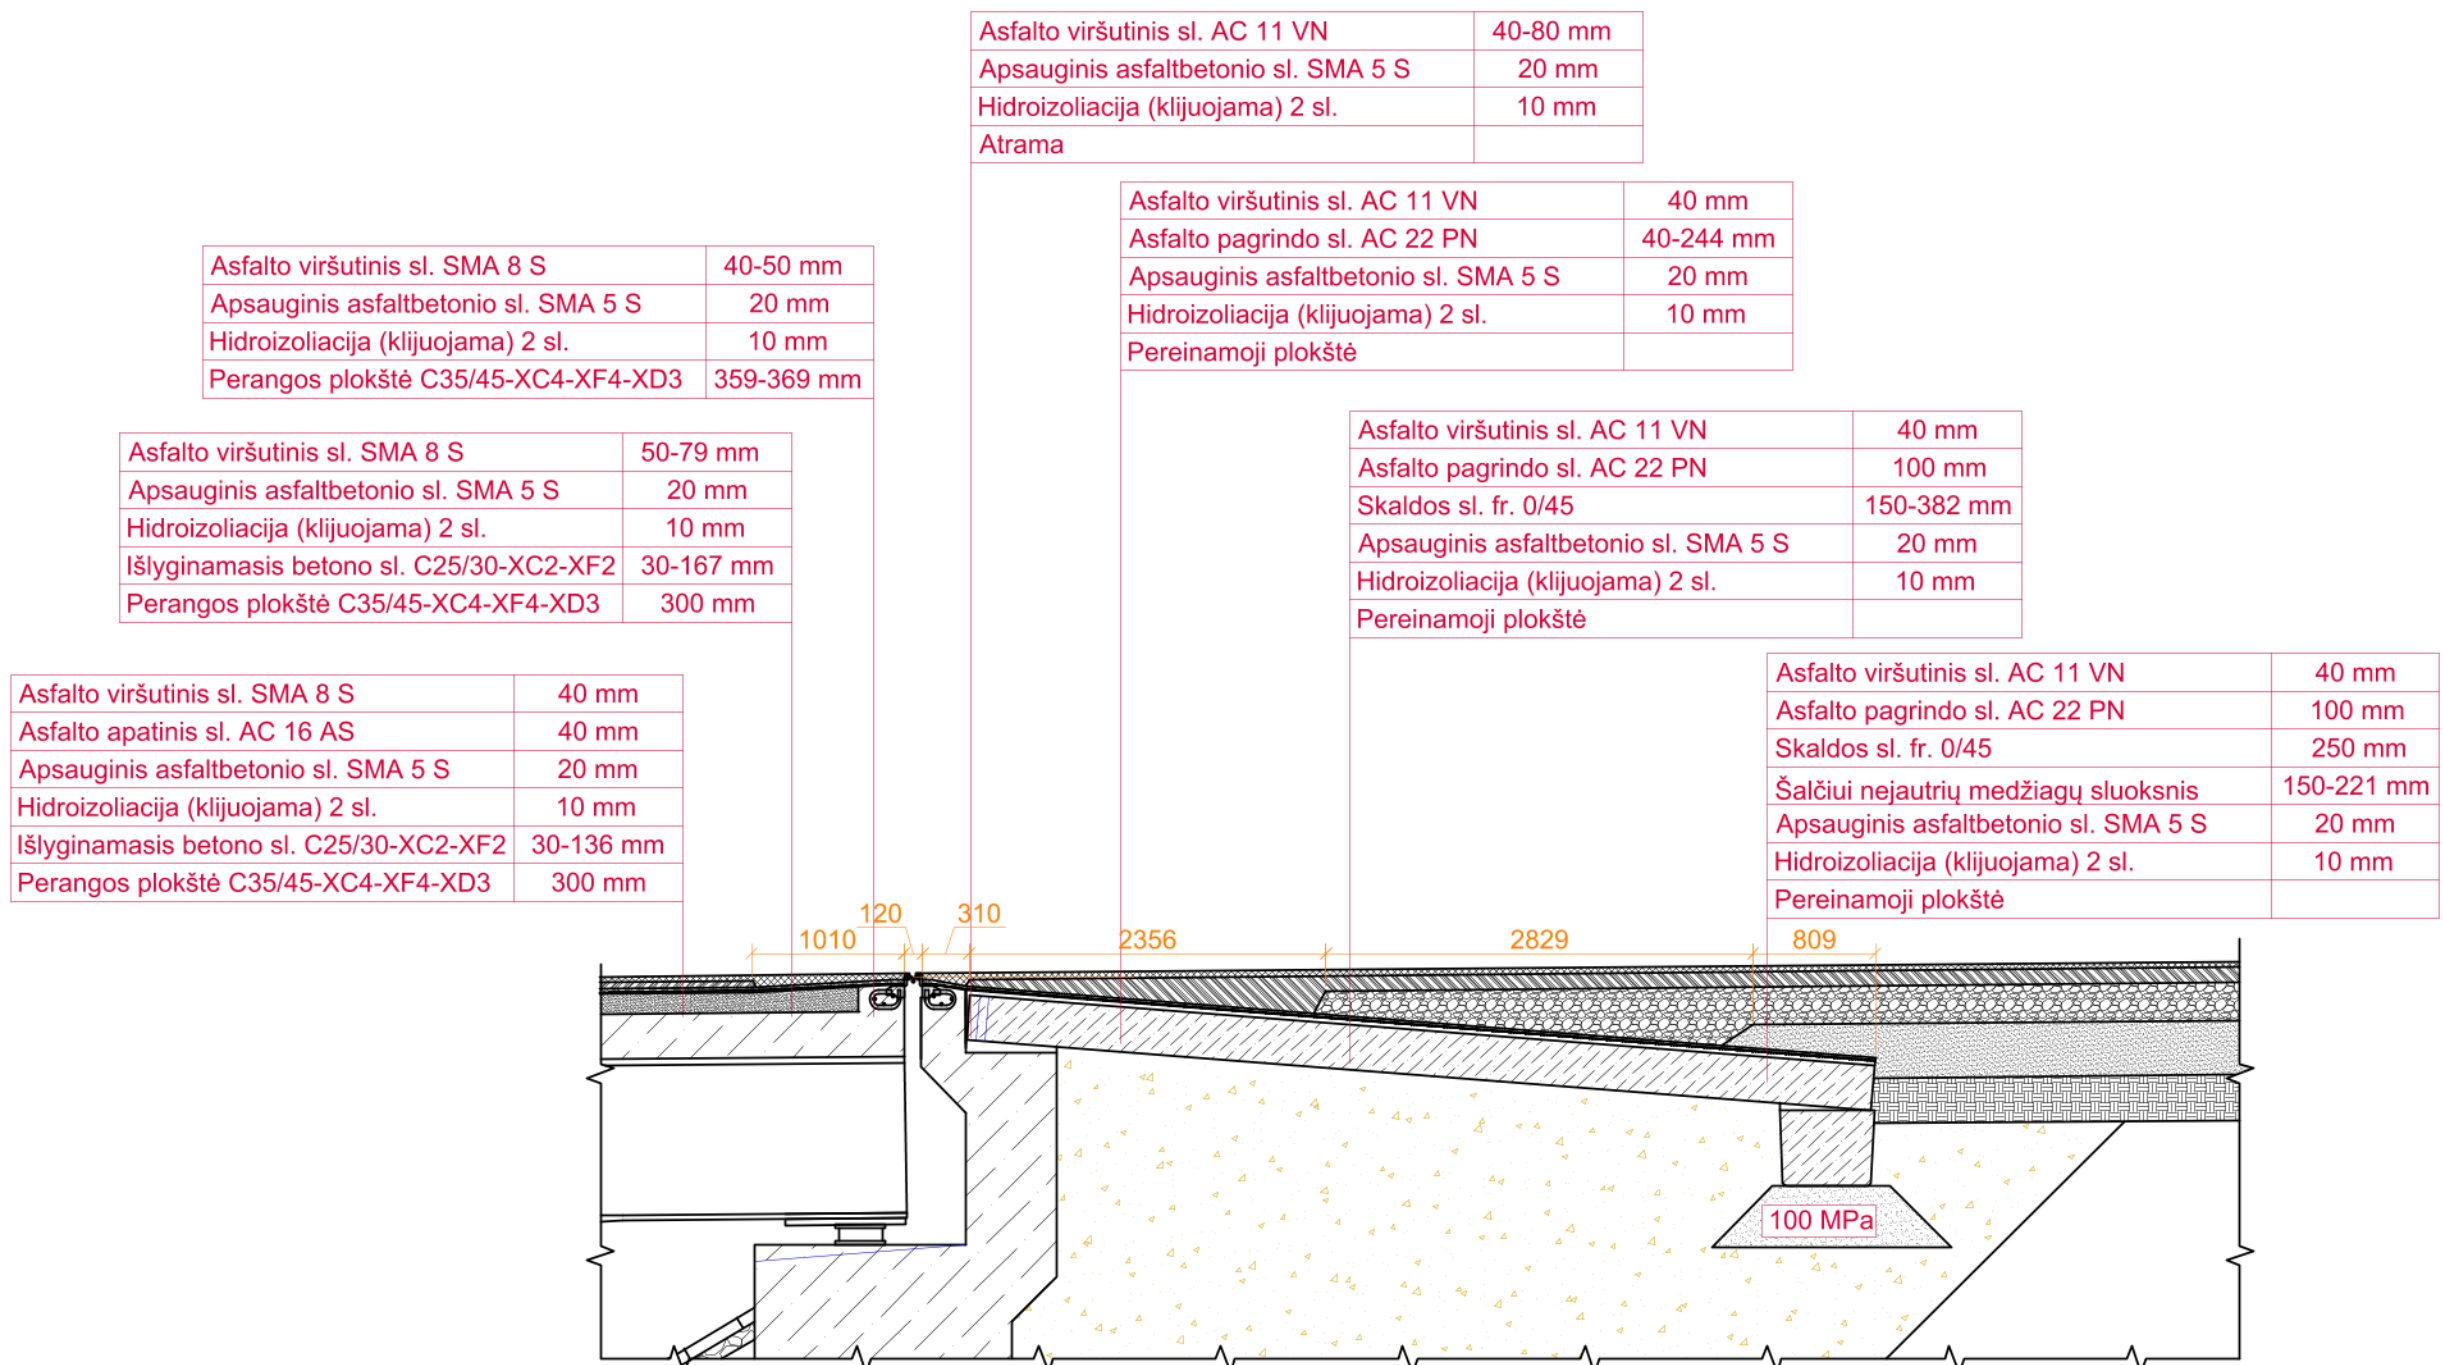 Asfalto viršutinis sl. AC 11 VN 40-80 mm
Apsauginis asfaltbetonio sl. SMA 5 S 20 mm
Hidroizoliacija (klijuojama) 2 sl. 10 mm
Atrama
Asfalto viršutinis sl. AC 11 VN 40 mm
Asfalto pagrindo sl. AC 22 PN 40-244 mm
Apsauginis asfaltbetonio sl. SMA 5 S 20 mm
Hidroizoliacija (klijuojama) 2 sl. 10 mm
Pereinamoji plokštė
Asfalto viršutinis sl. SMA 8 S 40-50 mm
Apsauginis asfaltbetonio sl. SMA 5 S 20 mm
Hidroizoliacija (klijuojama) 2 sl. 10 mm
Perangos plokštė C35/45-XC4-XF4-XD3 359-369 mm
Asfalto viršutinis sl. AC 11 VN 40 mm
Asfalto pagrindo sl. AC 22 PN 100 mm
Skaldos sl. fr. 0/45 150-382 mm
Apsauginis asfaltbetonio sl. SMA 5 S 20 mm
Hidroizoliacija (klijuojama) 2 sl. 10 mm
Pereinamoji plokštė
Asfalto viršutinis sl. SMA 8 S 50-79 mm
Apsauginis asfaltbetonio sl. SMA 5 S 20 mm
Hidroizoliacija (klijuojama) 2 sl. 10 mm
Išlyginamasis betono sl. C25/30-XC2-XF2 30-167 mm
Perangos plokštė C35/45-XC4-XF4-XD3 300 mm
Asfalto viršutinis sl. AC 11 VN 40 mm
Asfalto pagrindo sl. AC 22 PN 100 mm
Skaldos sl. fr. 0/45 250 mm
Šalčiui nejautrių medžiagų sluoksnis 150-221 mm
Apsauginis asfaltbetonio sl. SMA 5 S 20 mm
Hidroizoliacija (klijuojama) 2 sl. 10 mm
Pereinamoji plokštė
Asfalto viršutinis sl. SMA 8 S 40 mm
Asfalto apatinis sl. AC 16 AS 40 mm
Apsauginis asfaltbetonio sl. SMA 5 S 20 mm
Hidroizoliacija (klijuojama) 2 sl. 10 mm
Išlyginamasis betono sl. C25/30-XC2-XF2 30-136 mm
Perangos plokštė C35/45-XC4-XF4-XD3 300 mm
120 310
1010 2356 2829 809
100 MPa